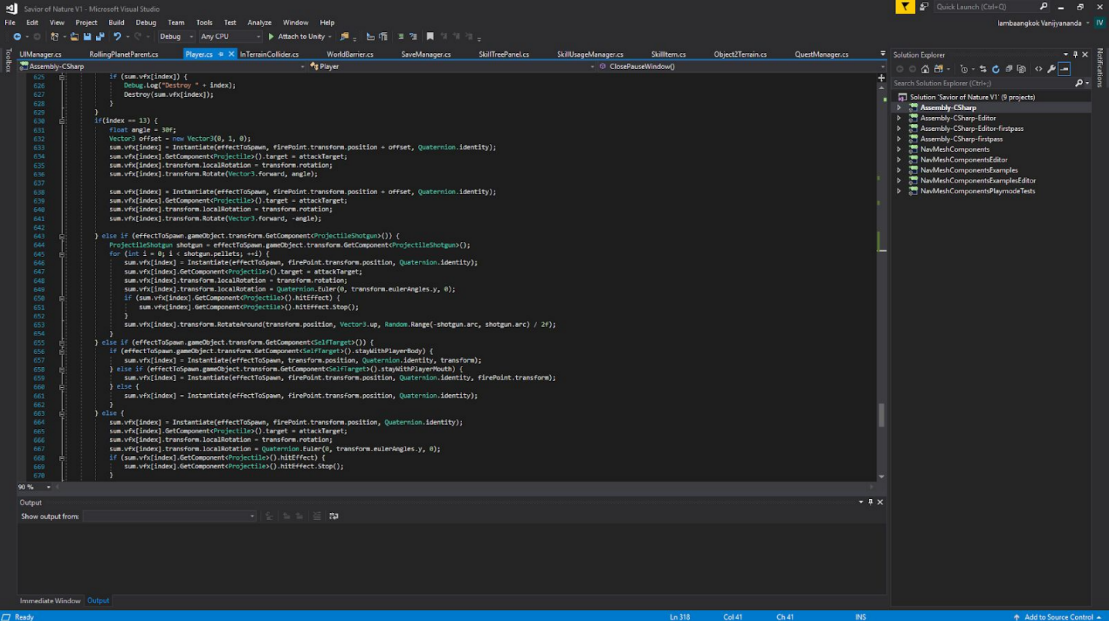 Savior of Nature V1 - Microsoft Visual Studio
Quick Launch (Ctrl+Q)
File Edit View Project Build Debug Team Tools Test Analyze Window Help
Iambaangkok Vanijyananda IV
Debug Any CPU Attach to Unity
UIManager.cs RollingPlanetParent.cs Player.cs InTerrainCollider.cs WorldBarrier.cs SaveManager.cs SkillTreePanel.cs SkillUsageManager.cs SkillItem.cs Object2Terrain.cs QuestManager.cs
Toolbox
Assembly-CSharp Player ClosePauseWindow()
625 if (sum.vfx[index]) {
626 Debug.Log("Destroy " + index);
627 Destroy(sum.vfx[index]);
628 }
629 }
630 if(index == 13) {
631 float angle = 30f;
632 Vector3 offset = new Vector3(0, 1, 0);
633 sum.vfx[index] = Instantiate(effectToSpawn, firePoint.transform.position + offset, Quaternion.identity);
634 sum.vfx[index].GetComponent<Projectile>().target = attackTarget;
635 sum.vfx[index].transform.localRotation = transform.rotation;
636 sum.vfx[index].transform.Rotate(Vector3.forward, angle);
637
638 sum.vfx[index] = Instantiate(effectToSpawn, firePoint.transform.position + offset, Quaternion.identity);
639 sum.vfx[index].GetComponent<Projectile>().target = attackTarget;
640 sum.vfx[index].transform.localRotation = transform.rotation;
641 sum.vfx[index].transform.Rotate(Vector3.forward, -angle);
642
643 } else if (effectToSpawn.gameObject.transform.GetComponent<ProjectileShotgun>()) {
644 ProjectileShotgun shotgun = effectToSpawn.gameObject.transform.GetComponent<ProjectileShotgun>();
645 for (int i = 0; i < shotgun.pellets; ++i) {
646 sum.vfx[index] = Instantiate(effectToSpawn, firePoint.transform.position, Quaternion.identity);
647 sum.vfx[index].GetComponent<Projectile>().target = attackTarget;
648 sum.vfx[index].transform.localRotation = transform.rotation;
649 sum.vfx[index].transform.localRotation = Quaternion.Euler(0, transform.eulerAngles.y, 0);
650 if (sum.vfx[index].GetComponent<Projectile>().hitEffect) {
651 sum.vfx[index].GetComponent<Projectile>().hitEffect.Stop();
652 }
653 sum.vfx[index].transform.RotateAround(transform.position, Vector3.up, Random.Range(-shotgun.arc, shotgun.arc) / 2f);
654 }
655 } else if (effectToSpawn.gameObject.transform.GetComponent<SelfTarget>()) {
656 if (effectToSpawn.gameObject.transform.GetComponent<SelfTarget>().stayWithPlayerBody) {
657 sum.vfx[index] = Instantiate(effectToSpawn, transform.position, Quaternion.identity, transform);
658 } else if (effectToSpawn.gameObject.transform.GetComponent<SelfTarget>().stayWithPlayerMouth) {
659 sum.vfx[index] = Instantiate(effectToSpawn, firePoint.transform.position, Quaternion.identity, firePoint.transform);
660 } else {
661 sum.vfx[index] = Instantiate(effectToSpawn, firePoint.transform.position, Quaternion.identity);
662 }
663 } else {
664 sum.vfx[index] = Instantiate(effectToSpawn, firePoint.transform.position, Quaternion.identity);
665 sum.vfx[index].GetComponent<Projectile>().target = attackTarget;
666 sum.vfx[index].transform.localRotation = transform.rotation;
667 sum.vfx[index].transform.localRotation = Quaternion.Euler(0, transform.eulerAngles.y, 0);
668 if (sum.vfx[index].GetComponent<Projectile>().hitEffect) {
669 sum.vfx[index].GetComponent<Projectile>().hitEffect.Stop();
670 }
90 %
Output
Show output from:
Immediate Window Output
Solution Explorer
Search Solution Explorer (Ctrl+;)
Solution 'Savior of Nature V1' (9 projects)
Assembly-CSharp
Assembly-CSharp-Editor
Assembly-CSharp-Editor-firstpass
Assembly-CSharp-firstpass
NavMeshComponents
NavMeshComponentsEditor
NavMeshComponentsExamples
NavMeshComponentsExamplesEditor
NavMeshComponentsPlaymodeTests
Notifications
Ready Ln 318 Col 41 Ch 41 INS Add to Source Control